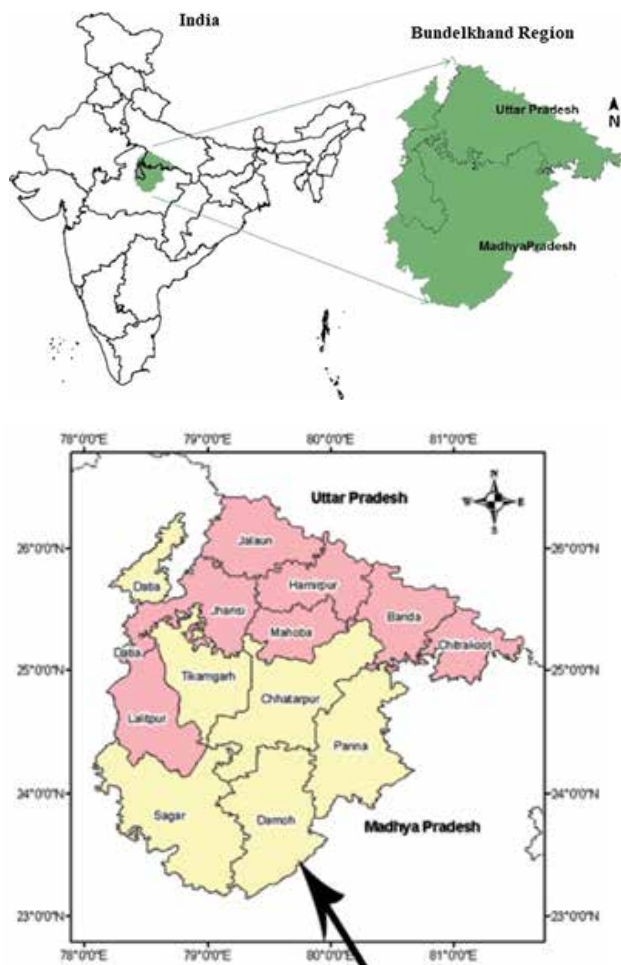 India
Bundelkhand Region
Uttar Pradesh
N
MadhyaPradesh
78°0'0"E 79°0'0"E 80°0'0"E 81°0'0"E
Uttar Pradesh
N
W E
S
26°0'0"N 26°0'0"N
Jalaun
Datia
Hamirpur
Jhansi
Banda
Mahoba
Chitrakoot
Datia
25°0'0"N 25°0'0"N
Tikamgarh
Chhatarpur
Lalitpur
Panna
24°0'0"N 24°0'0"N
Sagar
Damoh
Madhya Pradesh
23°0'0"N 23°0'0"N
78°0'0"E 79°0'0"E 80°0'0"E 81°0'0"E